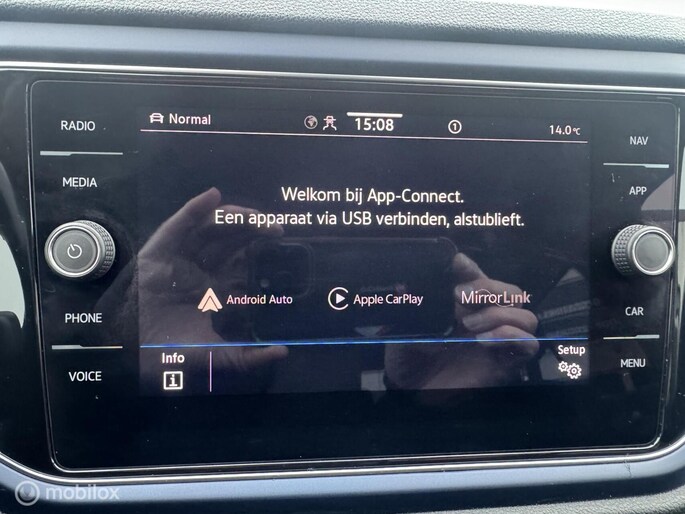 RADIO
MEDIA
PHONE
VOICE
Normal
15:08
1
14.0°C
Welkom bij App-Connect.
Een apparaat via USB verbinden, alstublieft.
Android Auto
Apple CarPlay
MirrorLink
Info
i
Setup
NAV
APP
CAR
MENU
mobilox